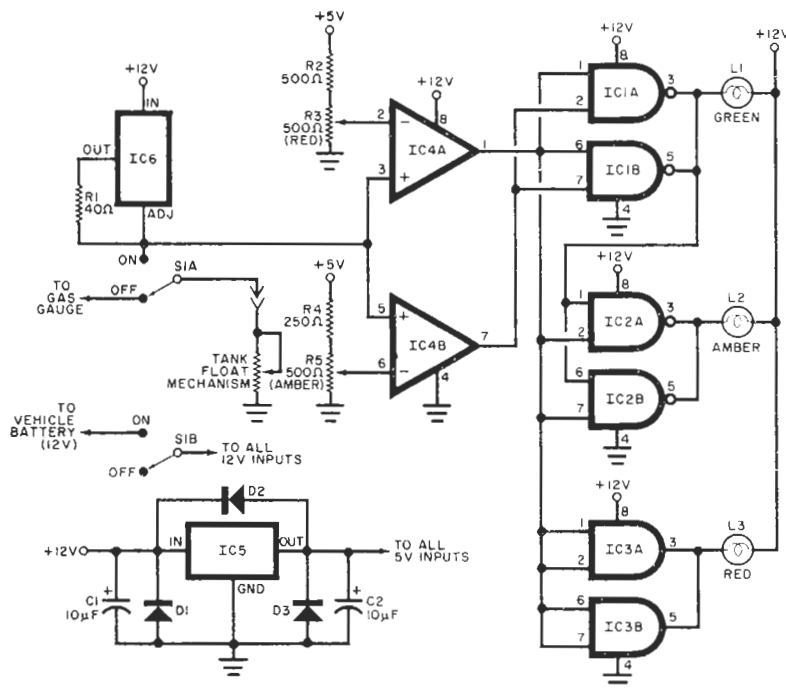 +12V
IN
OUT
IC6
R1
40Ω
ADJ
ON
S1A
OFF
TO
GAS
GAUGE
TANK
FLOAT
MECHANISM
TO
VEHICLE
BATTERY
(12V)
ON
S1B
OFF
TO ALL
12V INPUTS
+5V
R2
500Ω
R3
500Ω
(RED)
2
−
3
+
+12V
8
IC4A
1
+5V
R4
250Ω
R5
500Ω
(AMBER)
5
+
6
−
IC4B
7
4
+12V
8
1
2
IC1A
3
6
7
IC1B
5
4
+12V
8
1
2
IC2A
3
6
7
IC2B
5
4
+12V
8
1
2
IC3A
3
6
7
IC3B
5
4
+12V
L1
GREEN
L2
AMBER
L3
RED
D2
+12V
IN
IC5
OUT
GND
TO ALL
5V INPUTS
+
C1
10µF
D1
D3
+
C2
10µF